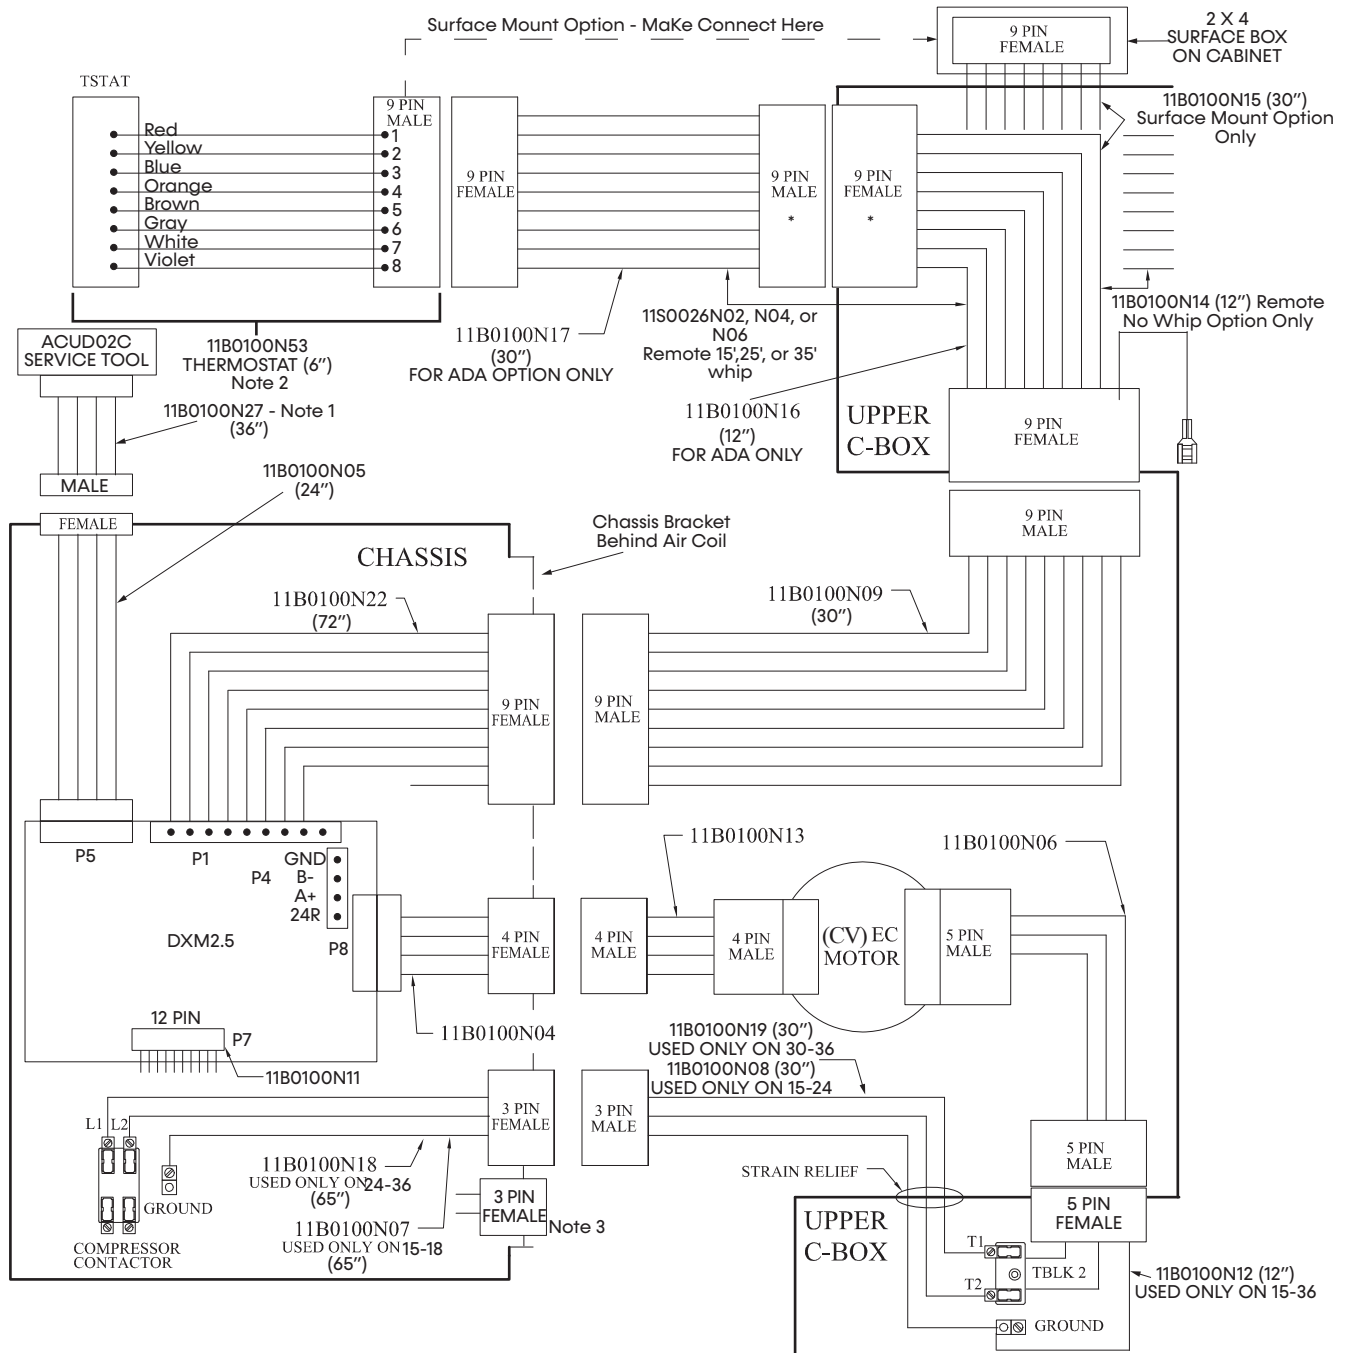 Surface Mount Option - MaKe Connect Here
9 PIN
FEMALE
2 X 4
SURFACE BOX
ON CABINET
TSTAT
9 PIN
MALE
Red
Yellow
Blue
Orange
Brown
Gray
White
Violet
1
2
3
4
5
6
7
8
9 PIN
FEMALE
9 PIN
MALE
*
9 PIN
FEMALE
*
11B0100N15 (30″)
Surface Mount Option
Only
11B0100N14 (12″) Remote
No Whip Option Only
ACUD02C
SERVICE TOOL
11B0100N53
THERMOSTAT (6″)
Note 2
11B0100N17
(30″)
FOR ADA OPTION ONLY
11S0026N02, N04, or
N06
Remote 15',25', or 35'
whip
11B0100N16
(12″)
FOR ADA ONLY
UPPER
C-BOX
9 PIN
FEMALE
11B0100N27 - Note 1
(36″)
MALE
11B0100N05
(24″)
FEMALE
9 PIN
MALE
CHASSIS
Chassis Bracket
Behind Air Coil
11B0100N22
(72″)
11B0100N09
(30″)
9 PIN
FEMALE
9 PIN
MALE
P5
P1
P4
GND
B-
A+
24R
DXM2.5
P8
12 PIN
P7
11B0100N11
11B0100N04
4 PIN
FEMALE
4 PIN
MALE
11B0100N13
4 PIN
MALE
(CV) EC
MOTOR
5 PIN
MALE
11B0100N06
11B0100N19 (30″)
USED ONLY ON 30-36
11B0100N08 (30″)
USED ONLY ON 15-24
L1 L2
3 PIN
FEMALE
3 PIN
MALE
5 PIN
MALE
11B0100N18
USED ONLY ON 24-36
(65″)
GROUND
11B0100N07
USED ONLY ON 15-18
(65″)
COMPRESSOR
CONTACTOR
3 PIN
FEMALE
Note 3
STRAIN RELIEF
UPPER
C-BOX
5 PIN
FEMALE
T1
TBLK 2
T2
GROUND
11B0100N12 (12″)
USED ONLY ON 15-36